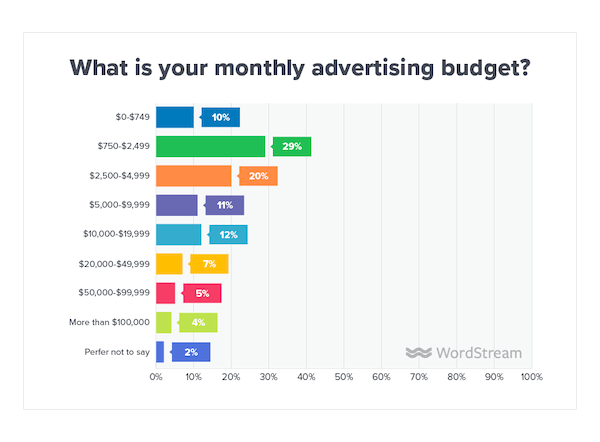 What is your monthly advertising budget?
$0-$749 10%
$750-$2,499 29%
$2,500-$4,999 20%
$5,000-$9,999 11%
$10,000-$19,999 12%
$20,000-$49,999 7%
$50,000-$99,999 5%
More than $100,000 4%
Perfer not to say 2%
WordStream
0% 10% 20% 30% 40% 50% 60% 70% 80% 90% 100%